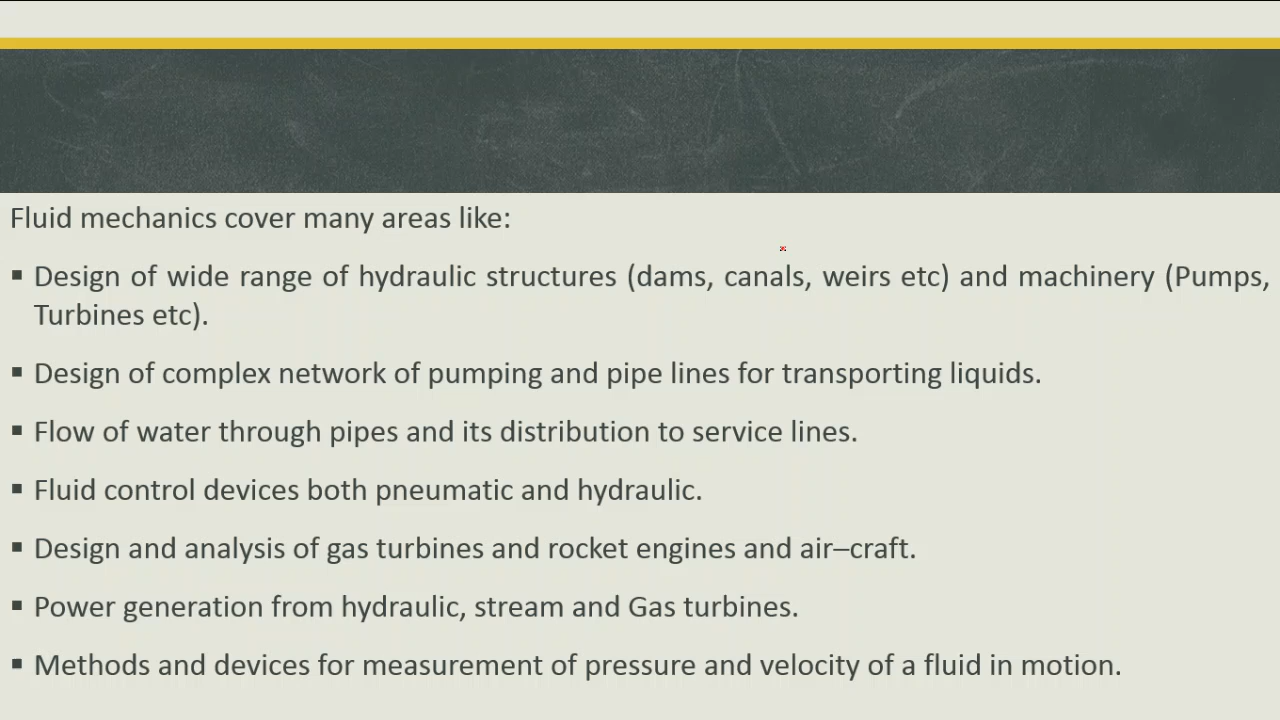 Fluid mechanics cover many areas like:
▪ Design of wide range of hydraulic structures (dams, canals, weirs etc) and machinery (Pumps,
Turbines etc).
▪ Design of complex network of pumping and pipe lines for transporting liquids.
▪ Flow of water through pipes and its distribution to service lines.
▪ Fluid control devices both pneumatic and hydraulic.
▪ Design and analysis of gas turbines and rocket engines and air–craft.
▪ Power generation from hydraulic, stream and Gas turbines.
▪ Methods and devices for measurement of pressure and velocity of a fluid in motion.